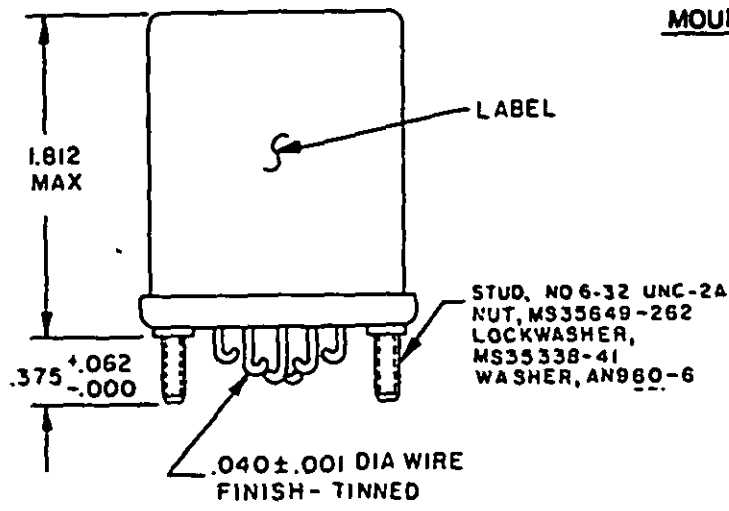 MOU
LABEL
1.812
MAX
STUD, NO 6-32 UNC-2A
NUT, MS35649-262
LOCKWASHER,
MS35338-41
WASHER, AN960-6
.375 +.062
-.000
.040±.001 DIA WIRE
FINISH- TINNED